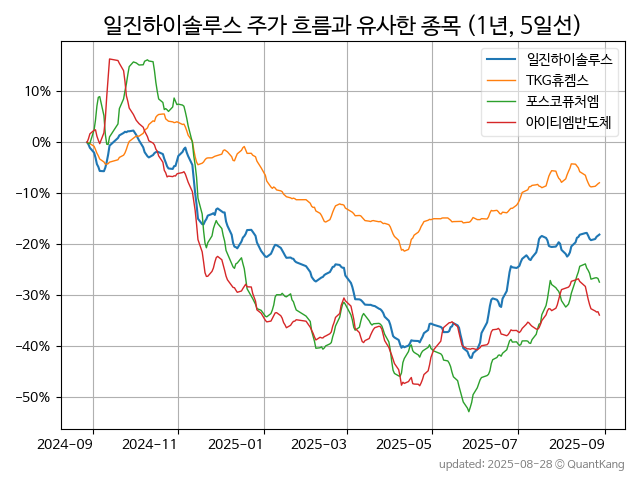 일진하이솔루스 주가 흐름과 유사한 종목 (1년, 5일선)
일진하이솔루스
TKG휴켐스
포스코퓨처엠
아이티엠반도체
10%
0%
−10%
−20%
−30%
−40%
−50%
2024-09 2024-11 2025-01 2025-03 2025-05 2025-07 2025-09
updated: 2025-08-28 © QuantKang